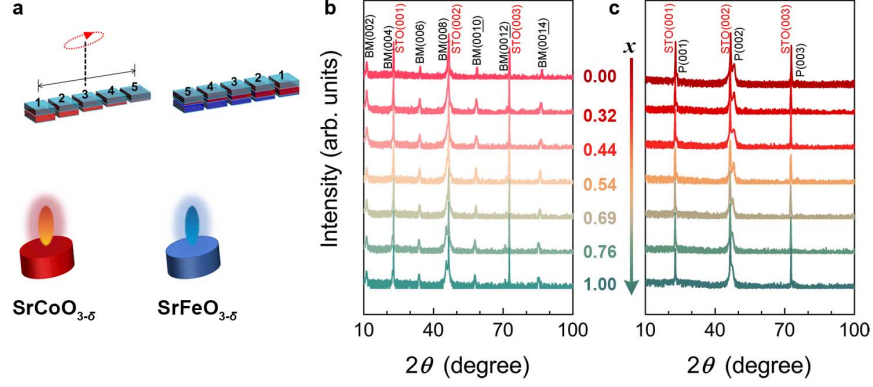 a
1 2 3 4 5
5 4 3 2 1
SrCoO3-δ
SrFeO3-δ
b
Intensity (arb. units)
BM(002)
BM(004)
STO(001)
BM(006)
BM(008)
STO(002)
BM(0010)
BM(0012)
STO(003)
BM(0014)
10 40 70 100
2θ (degree)
x
0.00
0.32
0.44
0.54
0.69
0.76
1.00
c
STO(001)
P(001)
STO(002)
P(002)
STO(003)
P(003)
10 40 70 100
2θ (degree)